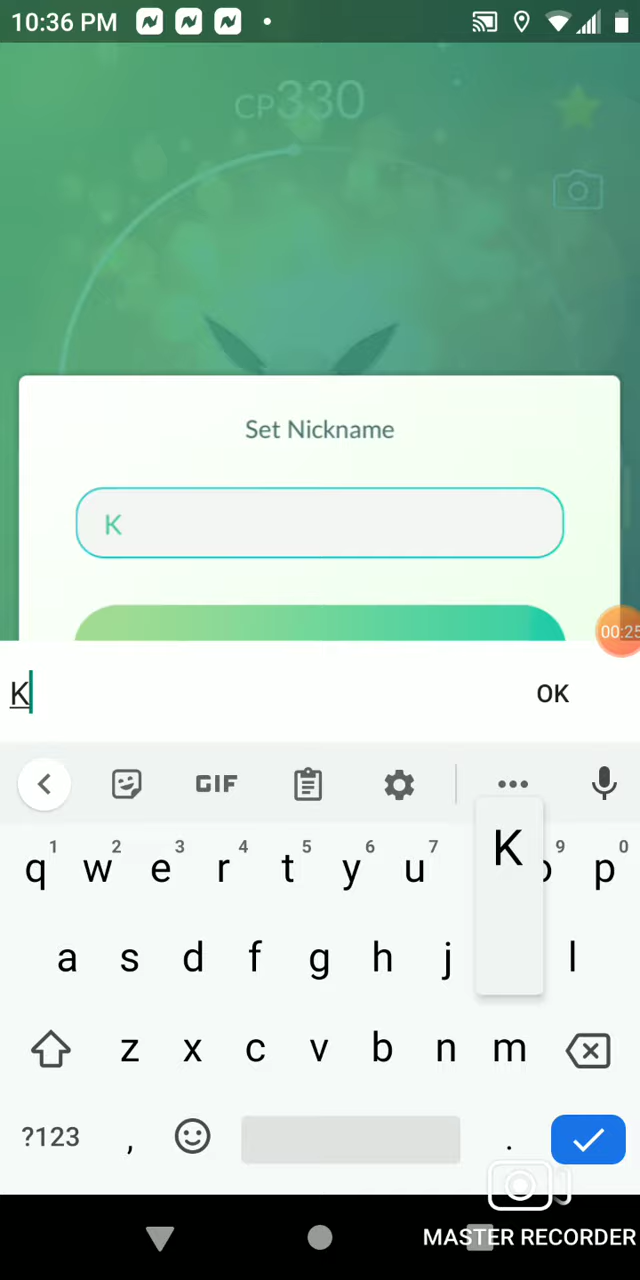 10:36 PM
CP330
Set Nickname
K
00:25
K
OK
GIF
K
1 2 3 4 5 6 7 9 0
q w e r t y u p
a s d f g h j l
z x c v b n m
?123 , .
MASTER RECORDER